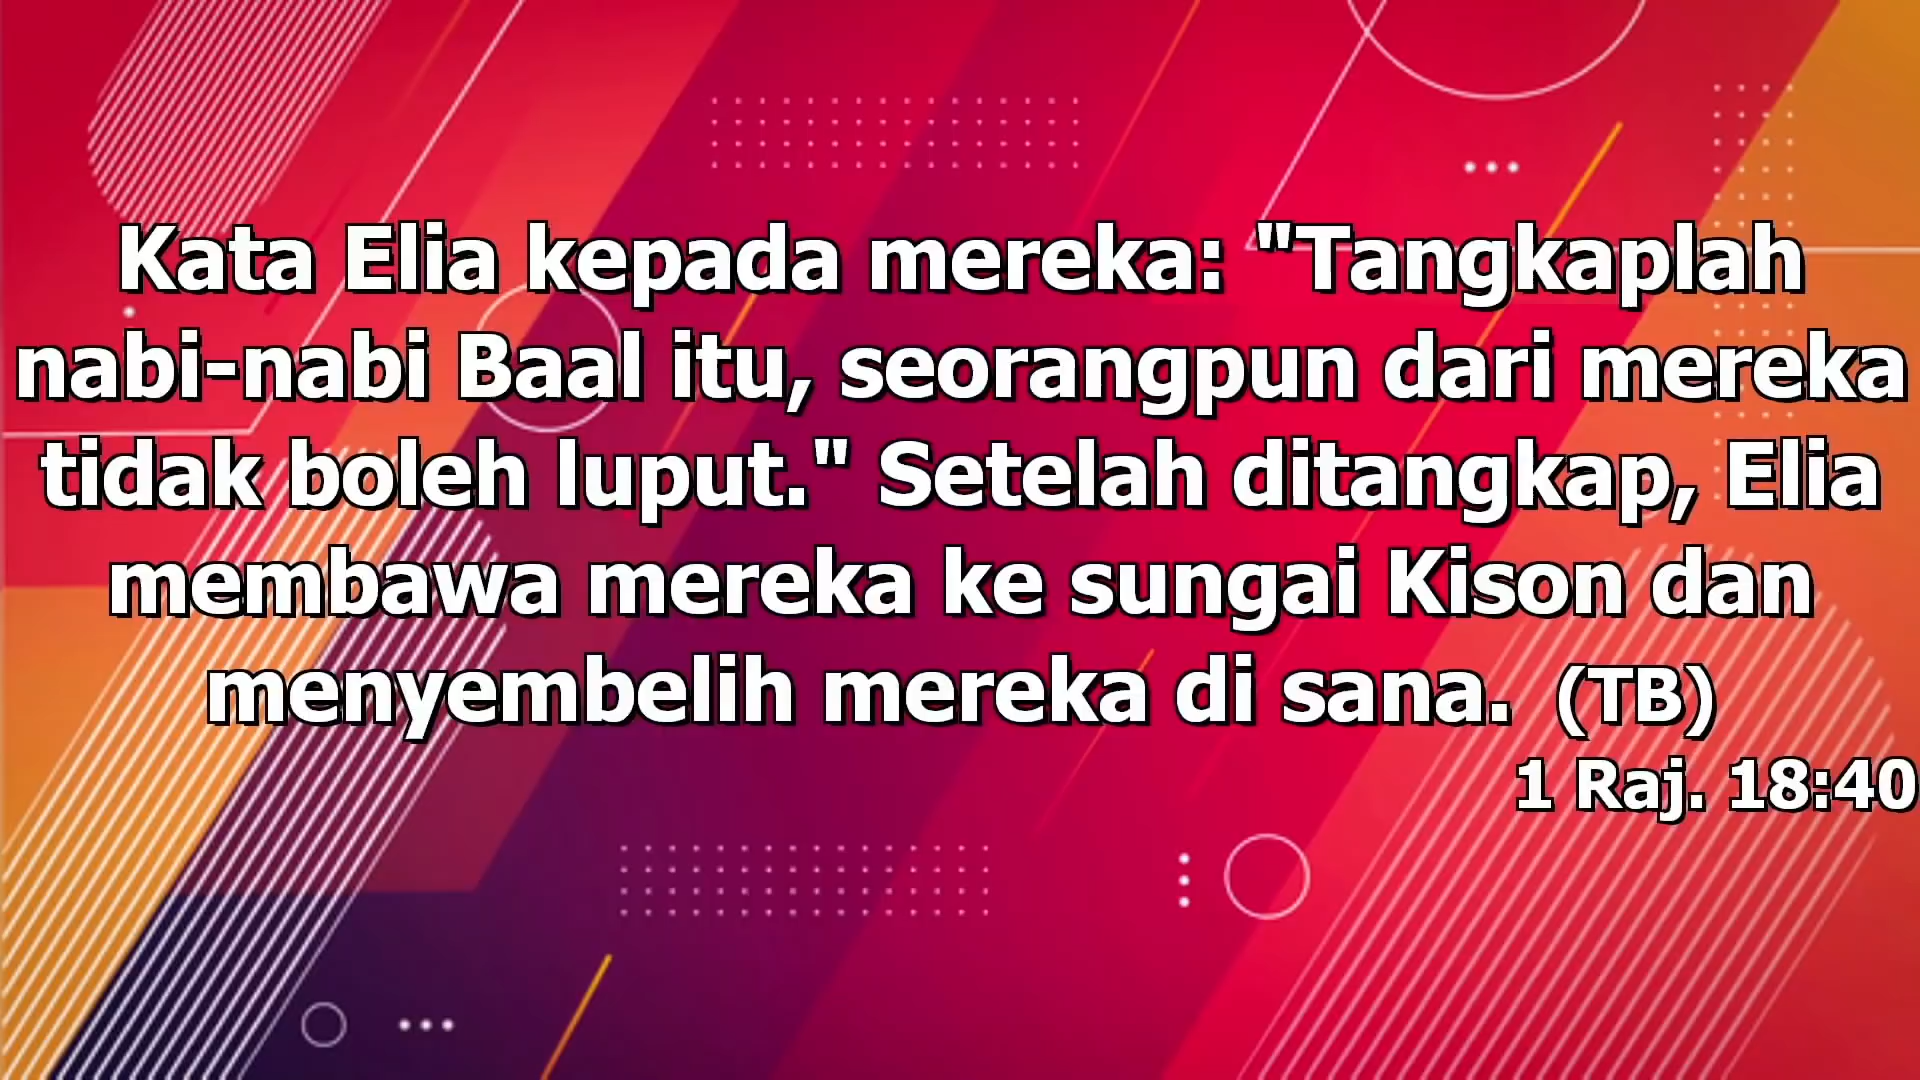 Kata Elia kepada mereka: "Tangkaplah
nabi-nabi Baal itu, seorangpun dari mereka
tidak boleh luput." Setelah ditangkap, Elia
membawa mereka ke sungai Kison dan
menyembelih mereka di sana. (TB)
1 Raj. 18:40